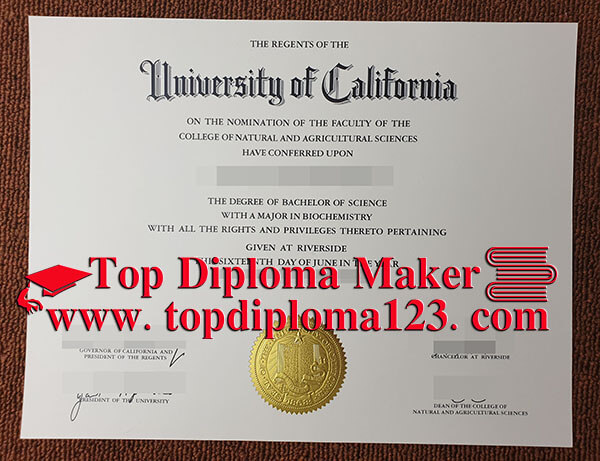 THE REGENTS OF THE
University of California
ON THE NOMINATION OF THE FACULTY OF THE
COLLEGE OF NATURAL AND AGRICULTURAL SCIENCES
HAVE CONFERRED UPON
THE DEGREE OF BACHELOR OF SCIENCE
WITH A MAJOR IN BIOCHEMISTRY
WITH ALL THE RIGHTS AND PRIVILEGES THERETO PERTAINING
GIVEN AT RIVERSIDE
THE SIXTEENTH DAY OF JUNE IN THE YEAR
Top Diploma Maker
www. topdiploma123. com
GOVERNOR OF CALIFORNIA AND
PRESIDENT OF THE REGENTS
CHANCELLOR AT RIVERSIDE
PRESIDENT OF THE UNIVERSITY
DEAN OF THE COLLEGE OF
NATURAL AND AGRICULTURAL SCIENCES